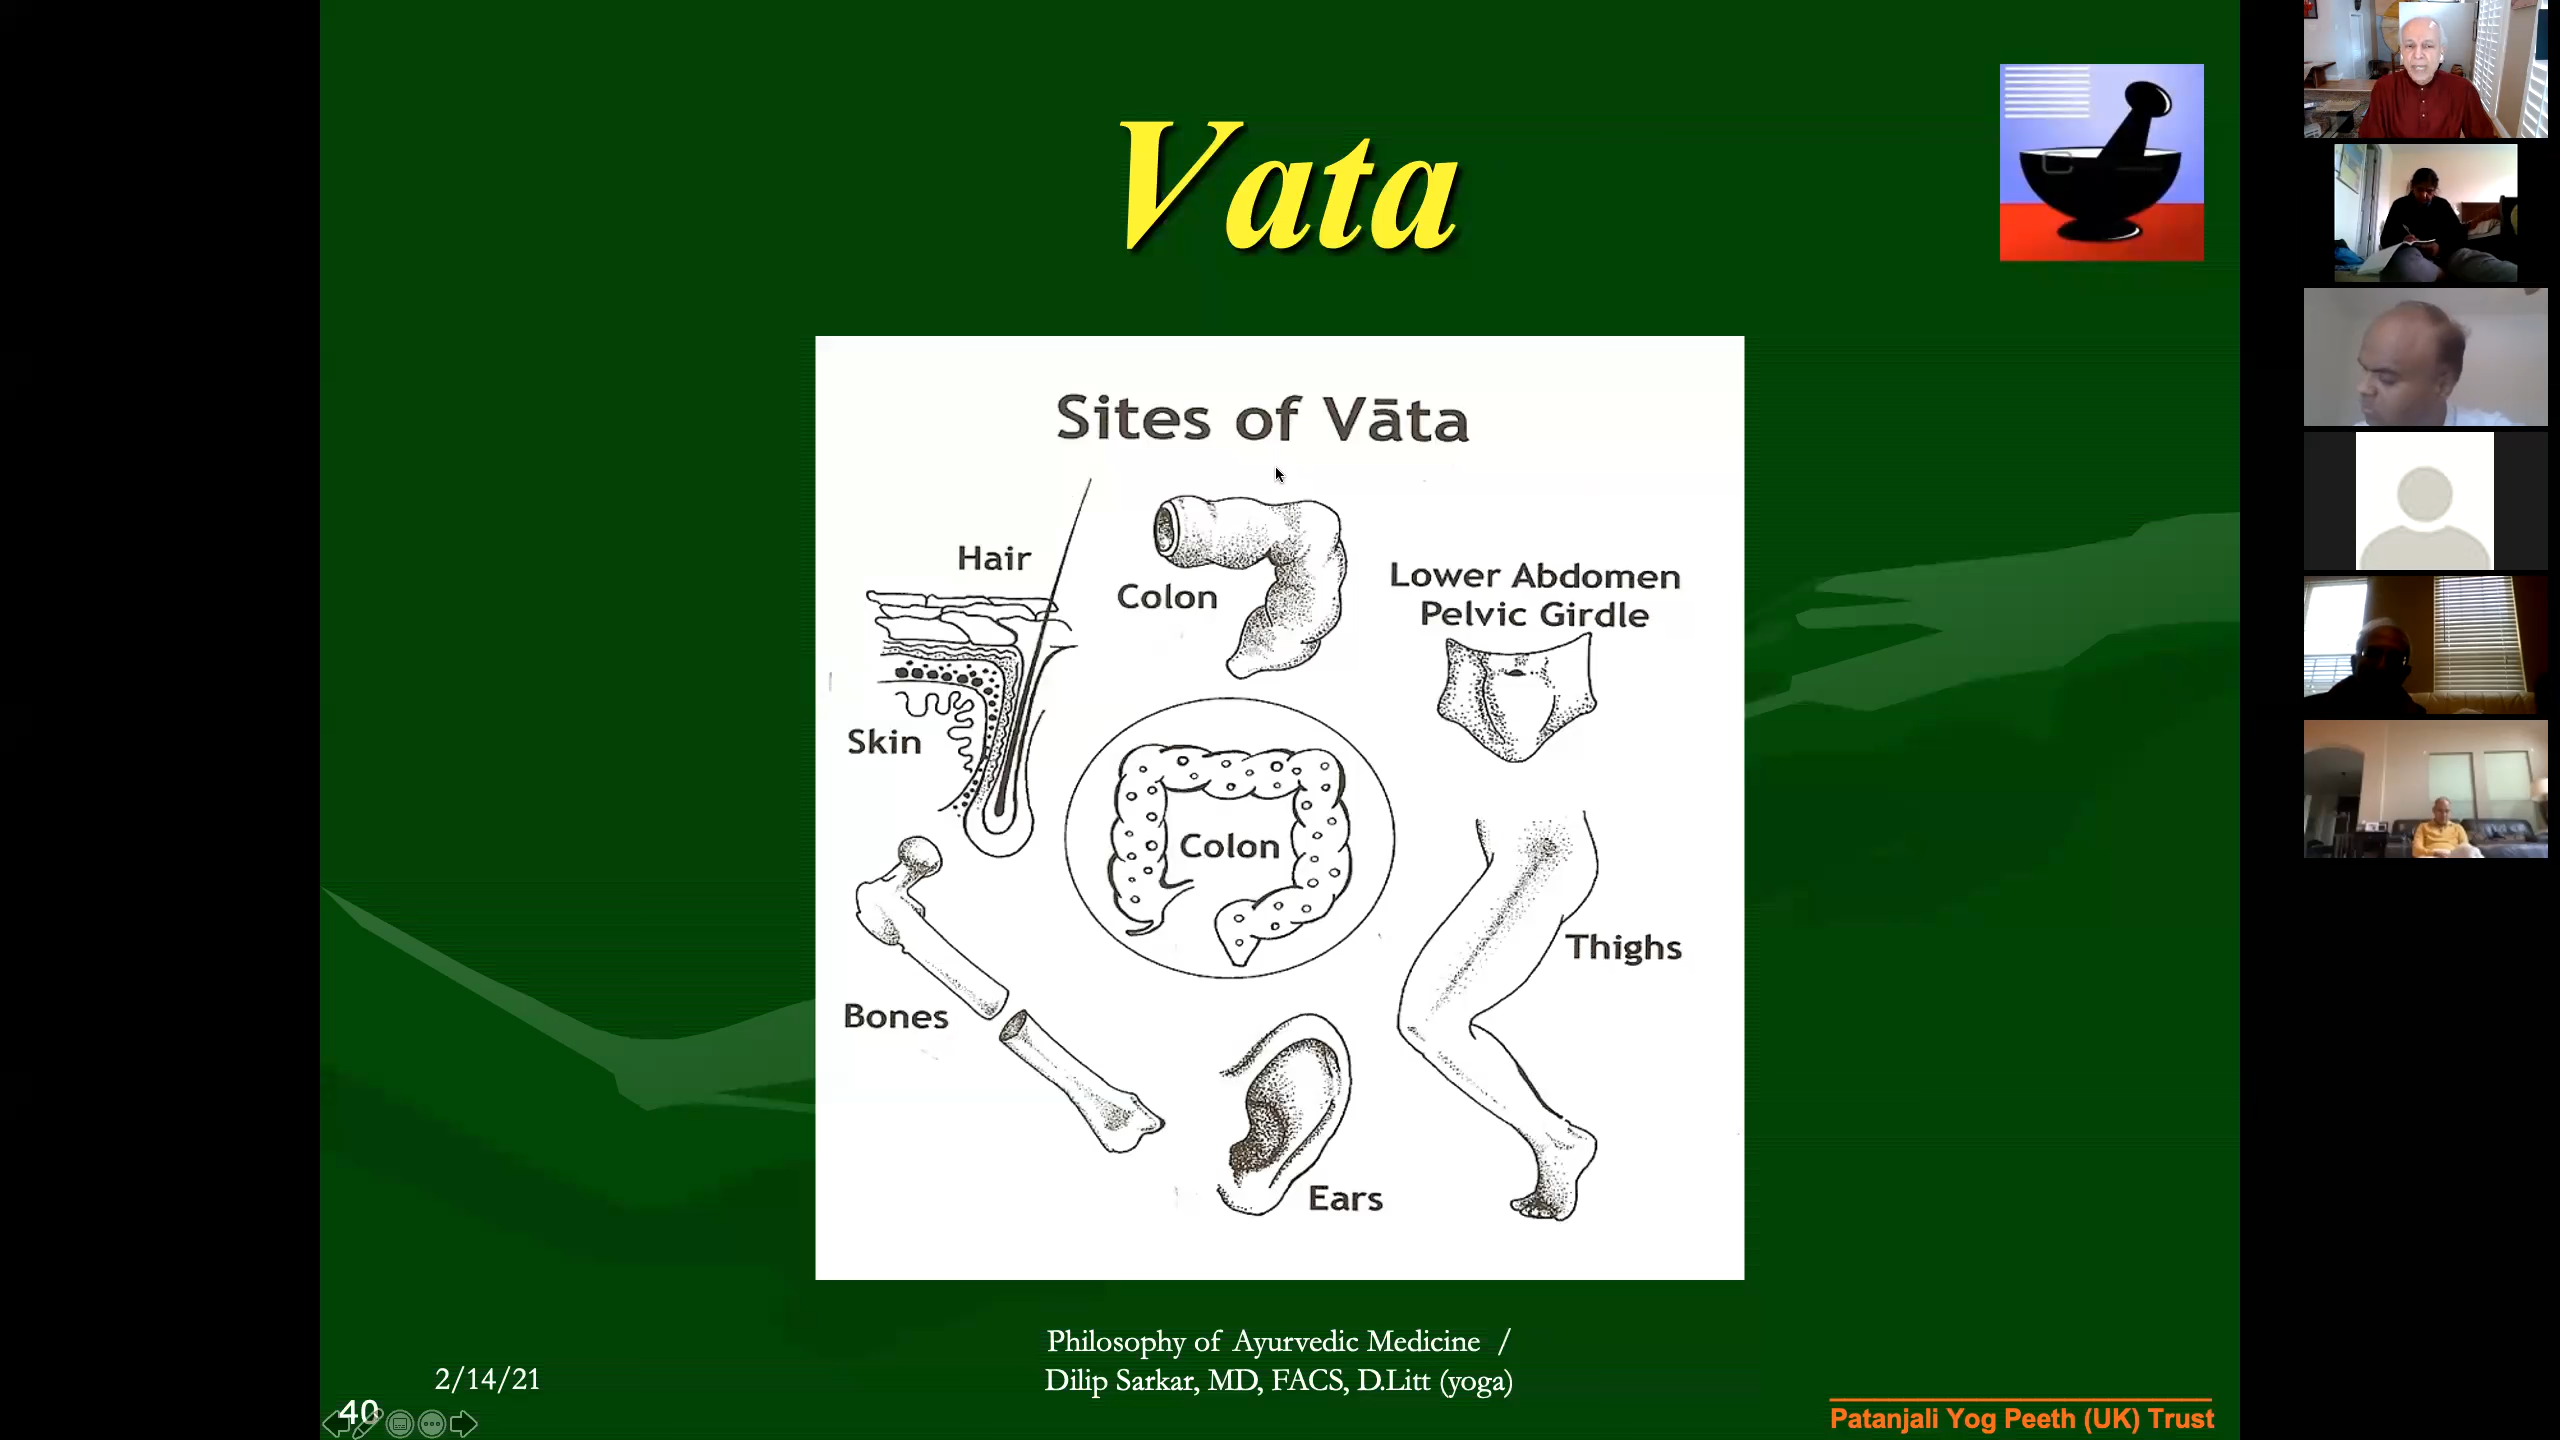 Vata
Sites of Vāta
Hair
Colon
Lower Abdomen
Pelvic Girdle
Skin
Colon
Thighs
Bones
Ears
Philosophy of Ayurvedic Medicine /
Dilip Sarkar, MD, FACS, D.Litt (yoga)
2/14/21
40
Patanjali Yog Peeth (UK) Trust